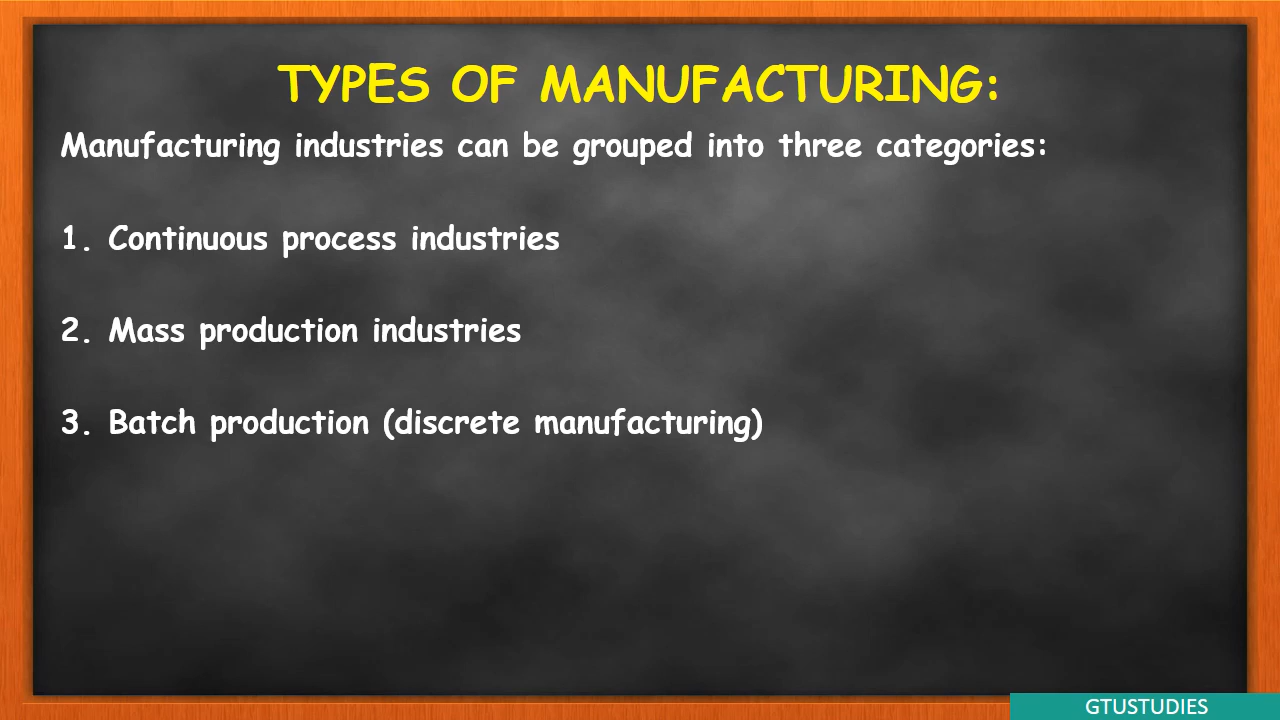 TYPES OF MANUFACTURING:
Manufacturing industries can be grouped into three categories:
1. Continuous process industries
2. Mass production industries
3. Batch production (discrete manufacturing)
GTUSTUDIES